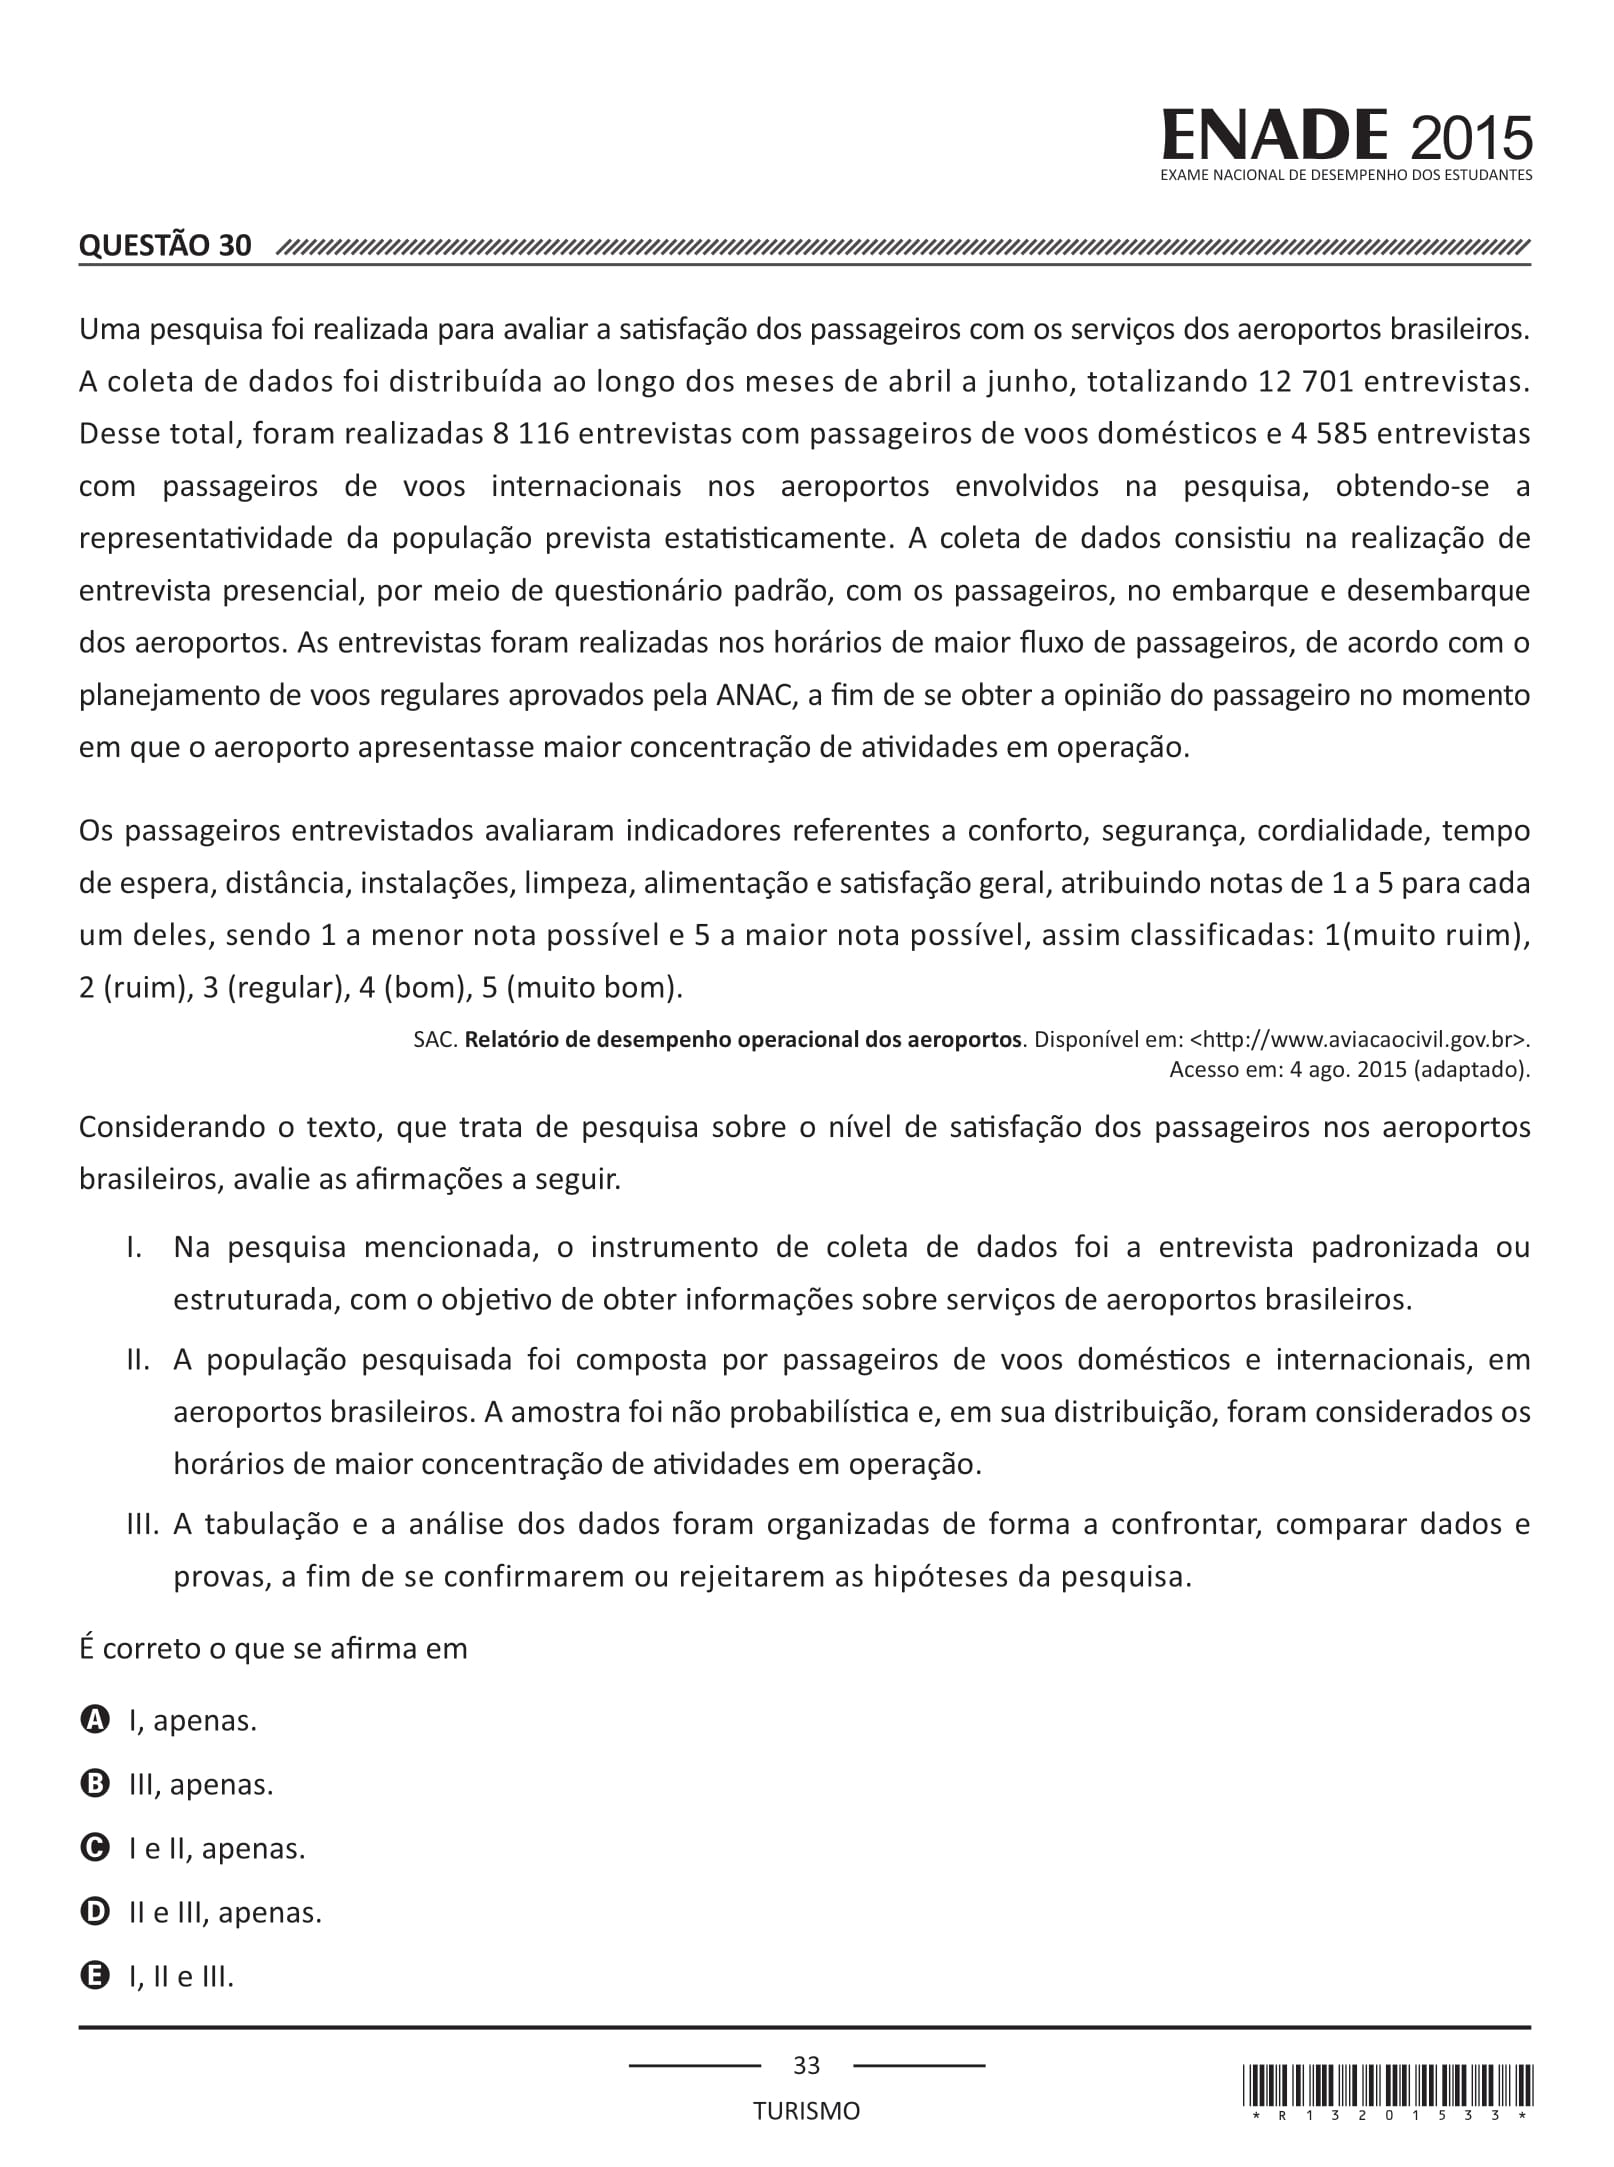 ENADE 2015
EXAME NACIONAL DE DESEMPENHO DOS ESTUDANTES
QUESTÃO 30
Uma pesquisa foi realizada para avaliar a satisfação dos passageiros com os serviços dos aeroportos brasileiros.
A coleta de dados foi distribuída ao longo dos meses de abril a junho, totalizando 12 701 entrevistas.
Desse total, foram realizadas 8 116 entrevistas com passageiros de voos domésticos e 4 585 entrevistas
com passageiros de voos internacionais nos aeroportos envolvidos na pesquisa, obtendo-se a
representatividade da população prevista estatisticamente. A coleta de dados consistiu na realização de
entrevista presencial, por meio de questionário padrão, com os passageiros, no embarque e desembarque
dos aeroportos. As entrevistas foram realizadas nos horários de maior fluxo de passageiros, de acordo com o
planejamento de voos regulares aprovados pela ANAC, a fim de se obter a opinião do passageiro no momento
em que o aeroporto apresentasse maior concentração de atividades em operação.
Os passageiros entrevistados avaliaram indicadores referentes a conforto, segurança, cordialidade, tempo
de espera, distância, instalações, limpeza, alimentação e satisfação geral, atribuindo notas de 1 a 5 para cada
um deles, sendo 1 a menor nota possível e 5 a maior nota possível, assim classificadas: 1(muito ruim),
2 (ruim), 3 (regular), 4 (bom), 5 (muito bom).
SAC. Relatório de desempenho operacional dos aeroportos. Disponível em: <http://www.aviacaocivil.gov.br>.
Acesso em: 4 ago. 2015 (adaptado).
Considerando o texto, que trata de pesquisa sobre o nível de satisfação dos passageiros nos aeroportos
brasileiros, avalie as afirmações a seguir.
I. Na pesquisa mencionada, o instrumento de coleta de dados foi a entrevista padronizada ou
estruturada, com o objetivo de obter informações sobre serviços de aeroportos brasileiros.
II. A população pesquisada foi composta por passageiros de voos domésticos e internacionais, em
aeroportos brasileiros. A amostra foi não probabilística e, em sua distribuição, foram considerados os
horários de maior concentração de atividades em operação.
III. A tabulação e a análise dos dados foram organizadas de forma a confrontar, comparar dados e
provas, a fim de se confirmarem ou rejeitarem as hipóteses da pesquisa.
É correto o que se afirma em
A I, apenas.
B III, apenas.
C I e II, apenas.
D II e III, apenas.
E I, II e III.
33
TURISMO
*R13201533*